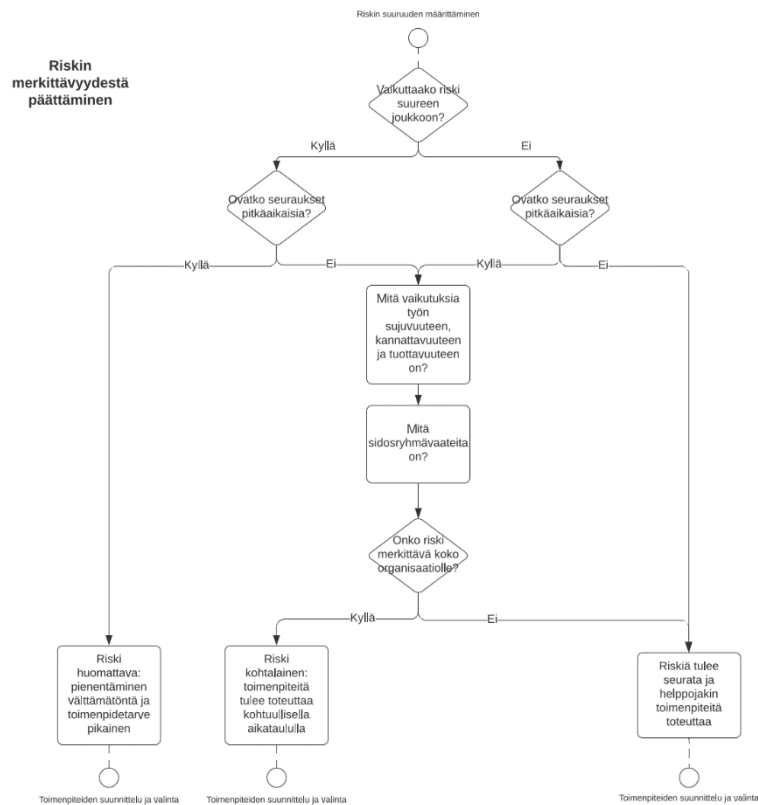 Riskin suuruuden määrittäminen
Riskin
merkittävyydestä
päättäminen
Vaikuttaako riski
suureen
joukkoon?
Kyllä
Ei
Ovatko seuraukset
pitkäaikaisia?
Ovatko seuraukset
pitkäaikaisia?
Kyllä
Ei
Kyllä
Ei
Mitä vaikutuksia
työn
sujuvuuteen,
kannattavuuteen
ja tuottavuuteen
on?
Mitä
sidosryhmävaateita
on?
Onko riski
merkittävä koko
organisaatiolle?
Kyllä
Ei
Riski
huomattava:
pienentäminen
välttämätöntä ja
toimenpidetarve
pikainen
Riski
kohtalainen:
toimenpiteitä
tulee toteuttaa
kohtuullisella
aikataululla
Riskiä tulee
seurata ja
helppojakin
toimenpiteitä
toteuttaa
Toimenpiteiden suunnittelu ja valinta
Toimenpiteiden suunnittelu ja valinta
Toimenpiteiden suunnittelu ja valinta